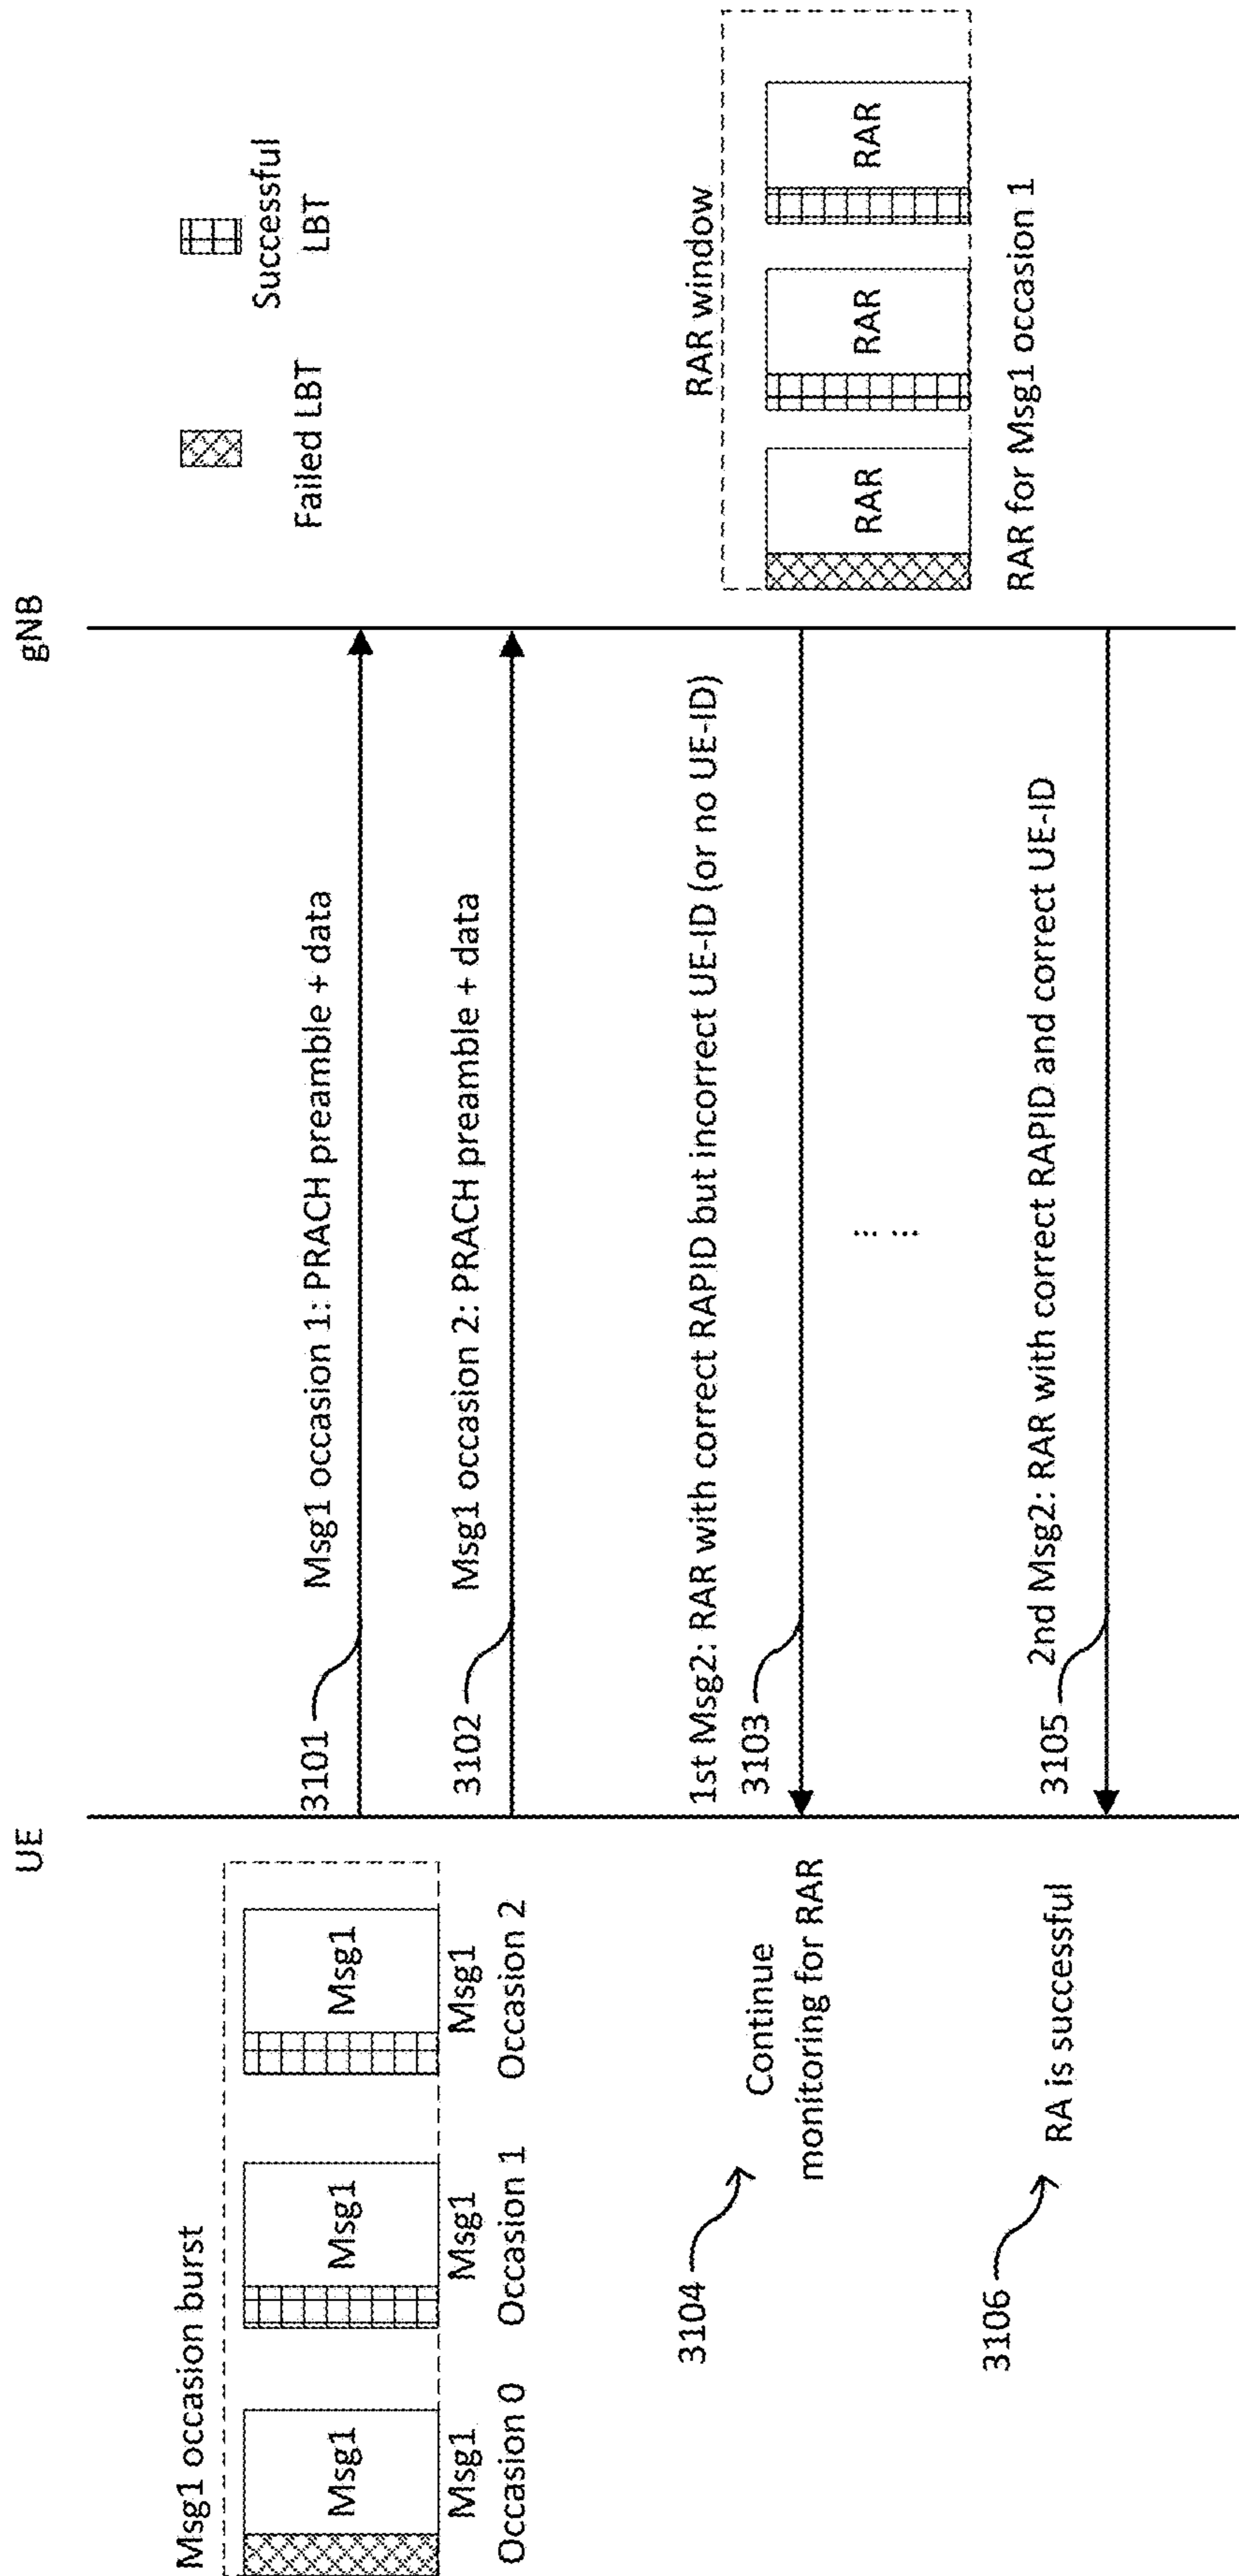 UE
gNB
Failed LBT
Successful
LBT
Msg1 occasion burst
Msg1
Msg1
Msg1
Msg1
Occasion 0
Msg1
Occasion 1
Msg1
Occasion 2
3101
Msg1 occasion 1: PRACH preamble + data
3102
Msg1 occasion 2: PRACH preamble + data
RAR window
RAR
RAR
RAR
RAR for Msg1 occasion 1
1st Msg2: RAR with correct RAPID but incorrect UE-ID (or no UE-ID)
3103
3104
Continue
monitoring for RAR
... ...
2nd Msg2: RAR with correct RAPID and correct UE-ID
3105
3106
RA is successful